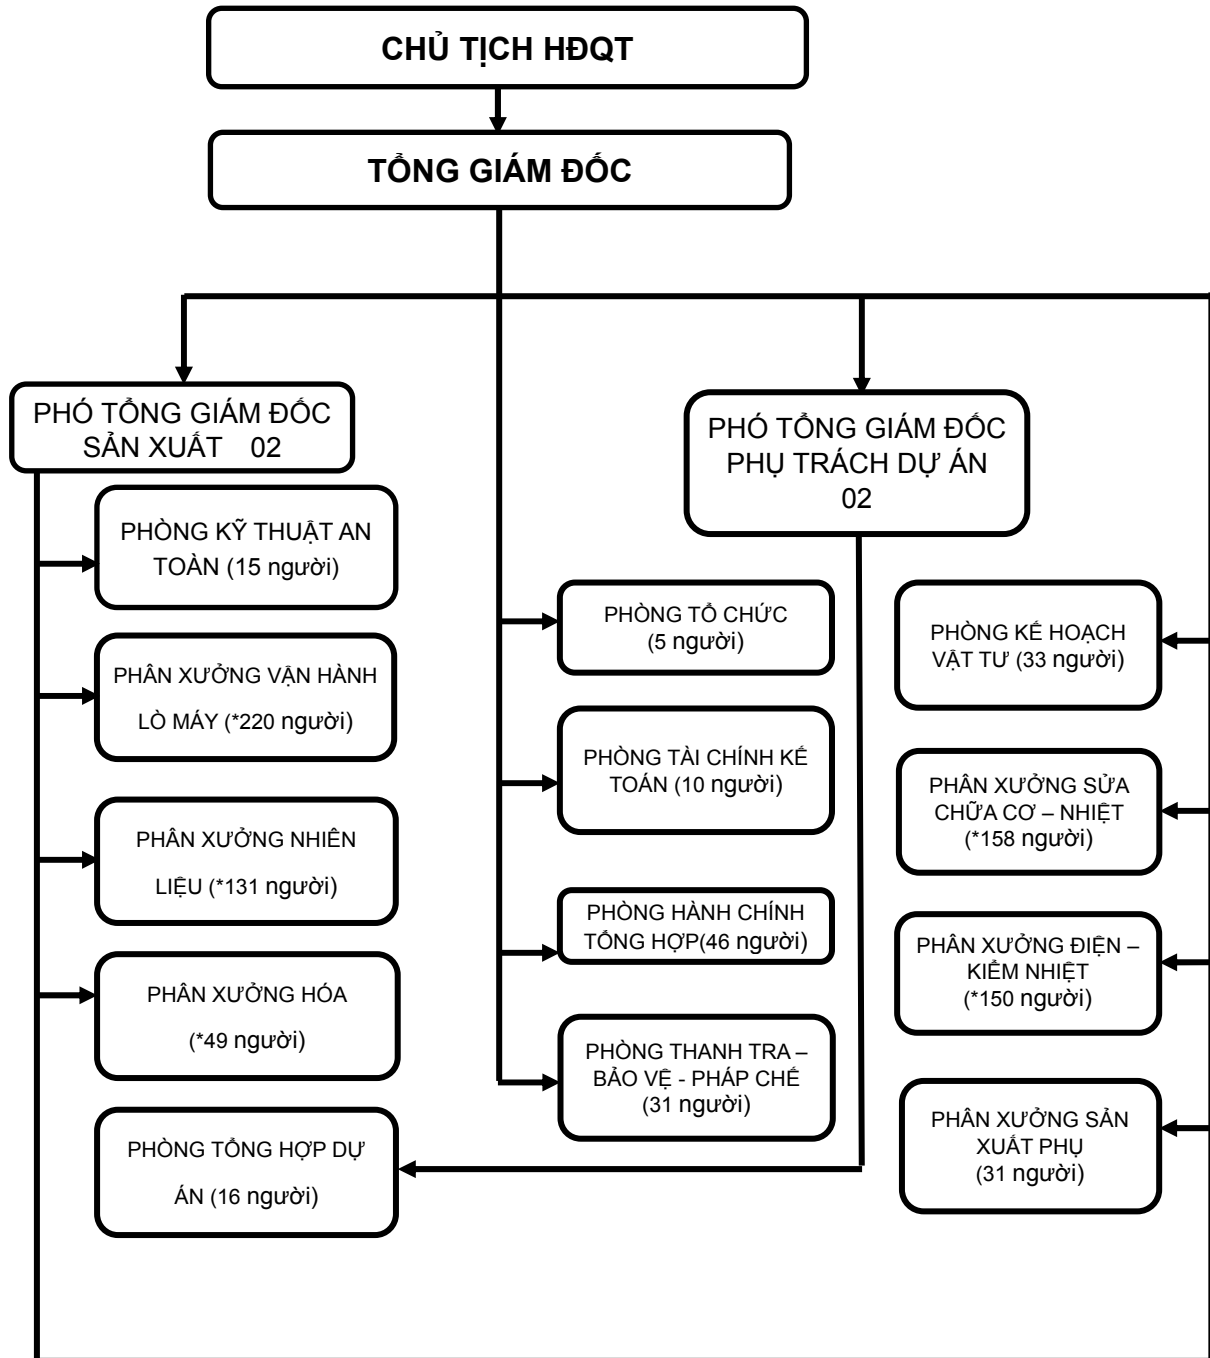 CHỦ TỊCH HĐQT
TỔNG GIÁM ĐỐC
PHÓ TỔNG GIÁM ĐỐC
SẢN XUẤT 02
PHÓ TỔNG GIÁM ĐỐC
PHỤ TRÁCH DỰ ÁN
02
PHÒNG KỸ THUẬT AN
TOÀN (15 người)
PHÂN XƯỞNG VẬN HÀNH
LÒ MÁY (*220 người)
PHÂN XƯỞNG NHIÊN
LIỆU (*131 người)
PHÂN XƯỞNG HÓA
(*49 người)
PHÒNG TỔNG HỢP DỰ
ÁN (16 người)
PHÒNG TỔ CHỨC
(5 người)
PHÒNG TÀI CHÍNH KẾ
TOÁN (10 người)
PHÒNG HÀNH CHÍNH
TỔNG HỢP(46 người)
PHÒNG THANH TRA –
BẢO VỆ - PHÁP CHẾ
(31 người)
PHÒNG KẾ HOẠCH
VẬT TƯ (33 người)
PHÂN XƯỞNG SỬA
CHỮA CƠ – NHIỆT
(*158 người)
PHÂN XƯỞNG ĐIỆN –
KIỂM NHIỆT
(*150 người)
PHÂN XƯỞNG SẢN
XUẤT PHỤ
(31 người)